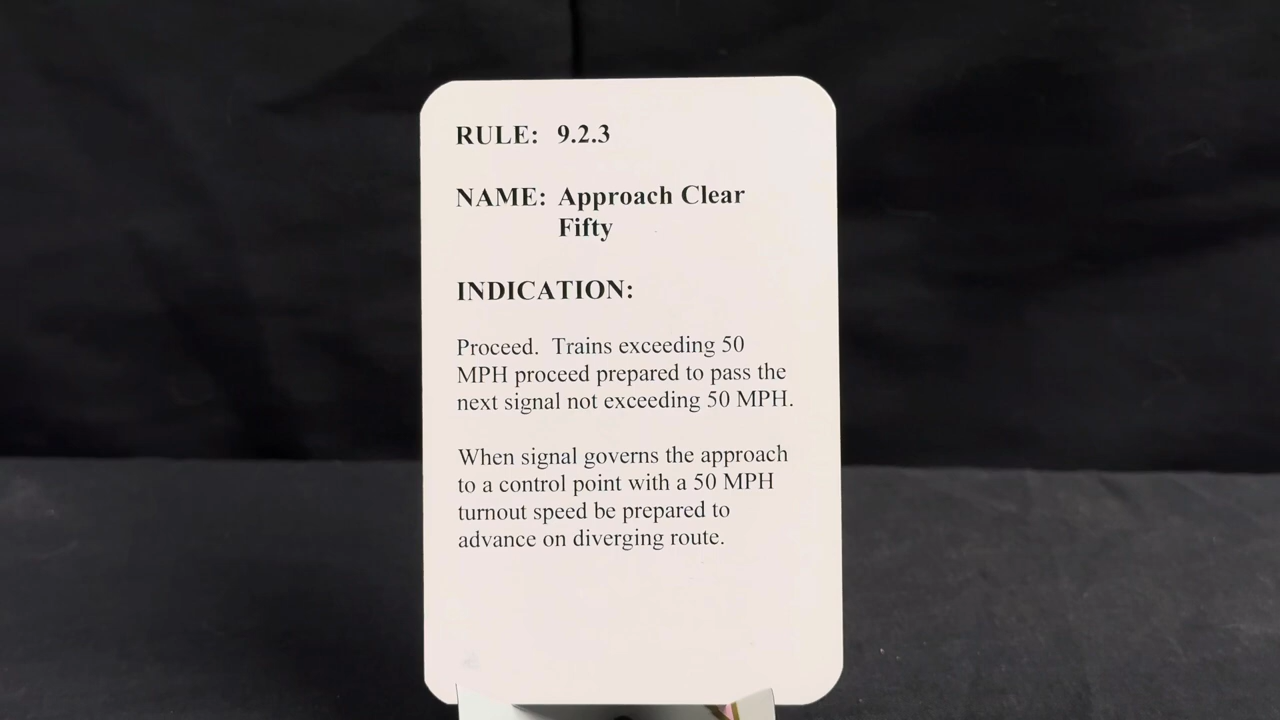 RULE: 9.2.3
NAME: Approach Clear
Fifty
INDICATION:
Proceed. Trains exceeding 50
MPH proceed prepared to pass the
next signal not exceeding 50 MPH.
When signal governs the approach
to a control point with a 50 MPH
turnout speed be prepared to
advance on diverging route.